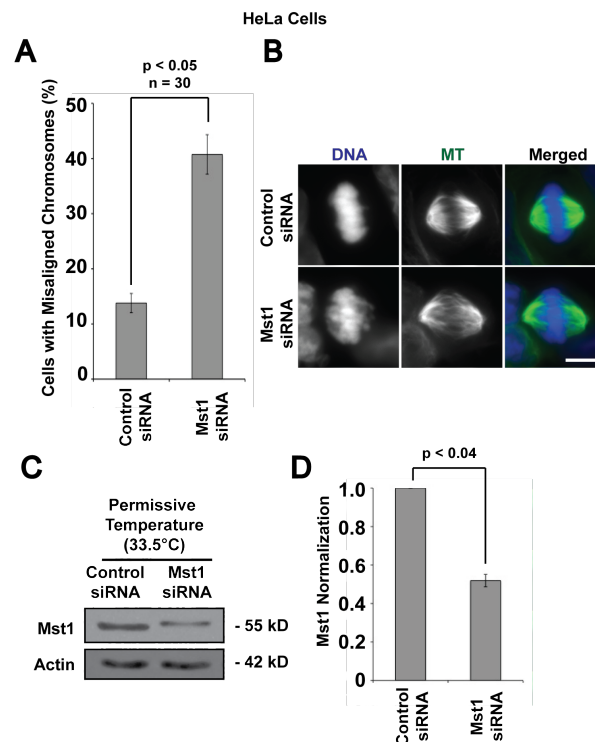 HeLa Cells
A
p < 0.05
n = 30
Cells with Misaligned Chromosomes (%)
50
40
30
20
10
0
Control
siRNA
Mst1
siRNA
B
DNA
MT
Merged
Control
siRNA
Mst1
siRNA
C
Permissive
Temperature
(33.5°C)
Control
siRNA
Mst1
siRNA
Mst1
- 55 kD
Actin
- 42 kD
D
p < 0.04
Mst1 Normalization
1.0
0.8
0.6
0.4
0.2
0
Control
siRNA
Mst1
siRNA